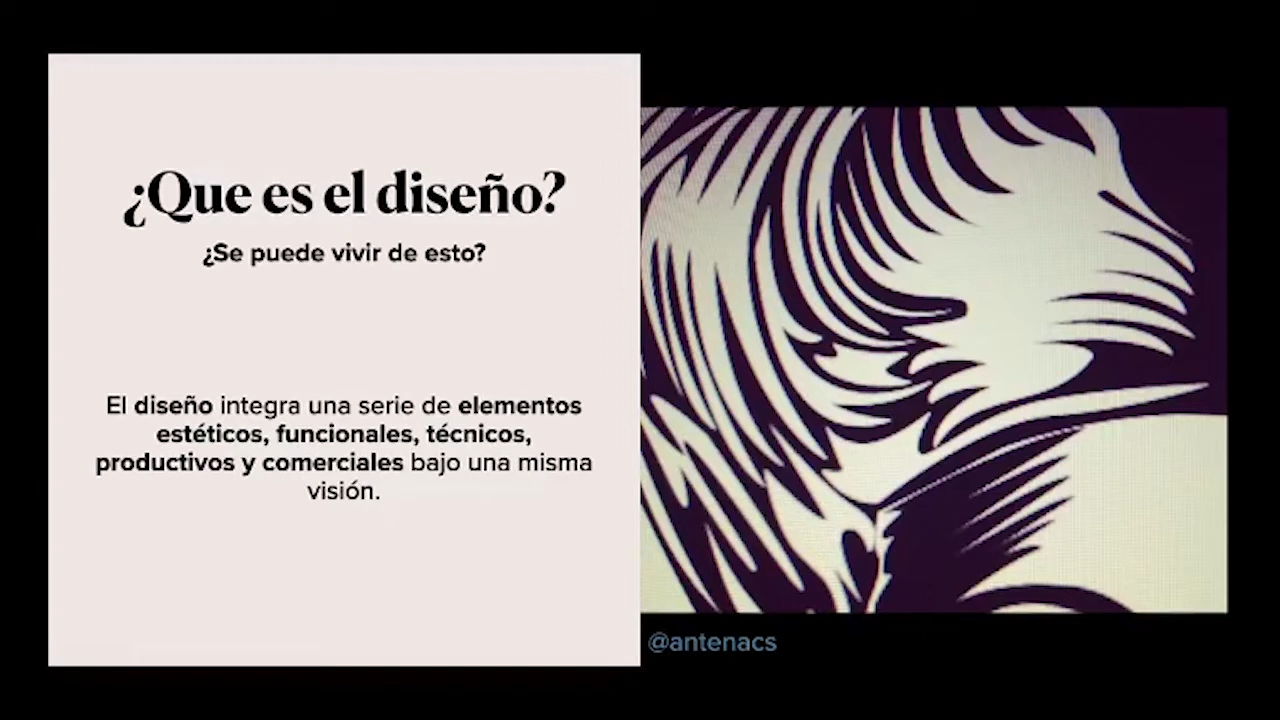 ¿Que es el diseño?
¿Se puede vivir de esto?
El diseño integra una serie de elementos
estéticos, funcionales, técnicos,
productivos y comerciales bajo una misma
visión.
@antenacs